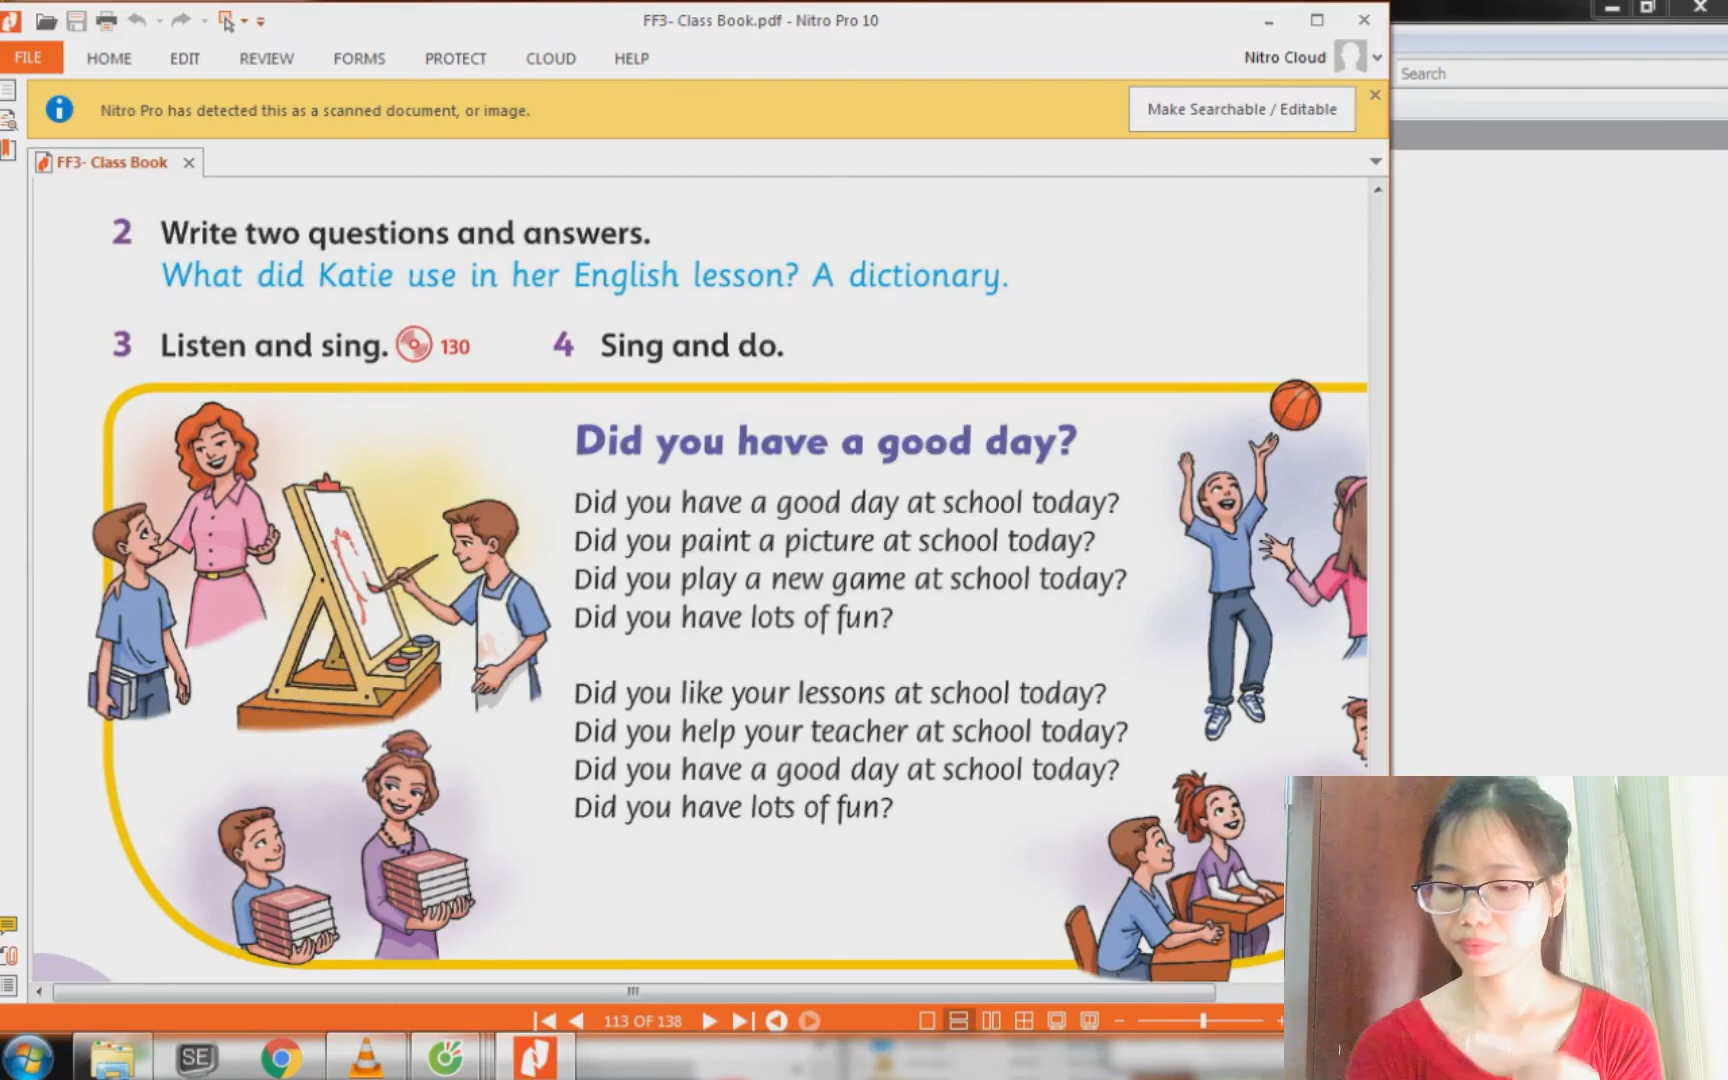 FF3- Class Book.pdf - Nitro Pro 10
FILE HOME EDIT REVIEW FORMS PROTECT CLOUD HELP
Nitro Cloud
Search
Nitro Pro has detected this as a scanned document, or image.
Make Searchable / Editable
FF3- Class Book
2 Write two questions and answers.
What did Katie use in her English lesson? A dictionary.
3 Listen and sing. 130
4 Sing and do.
Did you have a good day?
Did you have a good day at school today?
Did you paint a picture at school today?
Did you play a new game at school today?
Did you have lots of fun?
Did you like your lessons at school today?
Did you help your teacher at school today?
Did you have a good day at school today?
Did you have lots of fun?
113 OF 138
SE